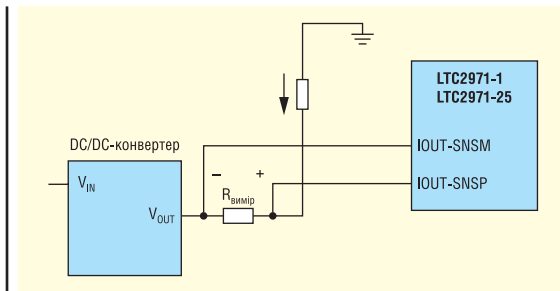 LTC2971-1
LTC2971-25
DC/DC-конвертер
IOUT-SNSM
– +
VIN
IOUT-SNSP
Rвимір
VOUT